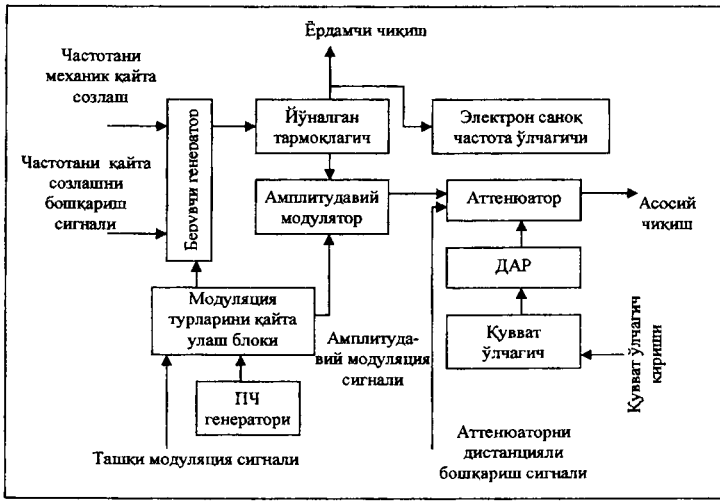 Ёрдамчи чиқиш
Частотани
механик қайта
созлаш
Берувчи генератор
Йўналган
тармоқлагич
Электрон саноқ
частота ўлчагичи
Частотани қайта
созлашни
бошқариш
сигнали
Амплитудавий
модулятор
Аттенюатор
Асосий
чиқиш
ДАР
Модуляция
турларини қайта
улаш блоки
Қувват
ўлчагич
Қувват ўлчагич
кириши
Амплитуда-
вий модуляция
сигнали
ПЧ
генератори
Ташқи модуляция сигнали
Аттенюаторни
дистанцияли
бошқариш сигнали